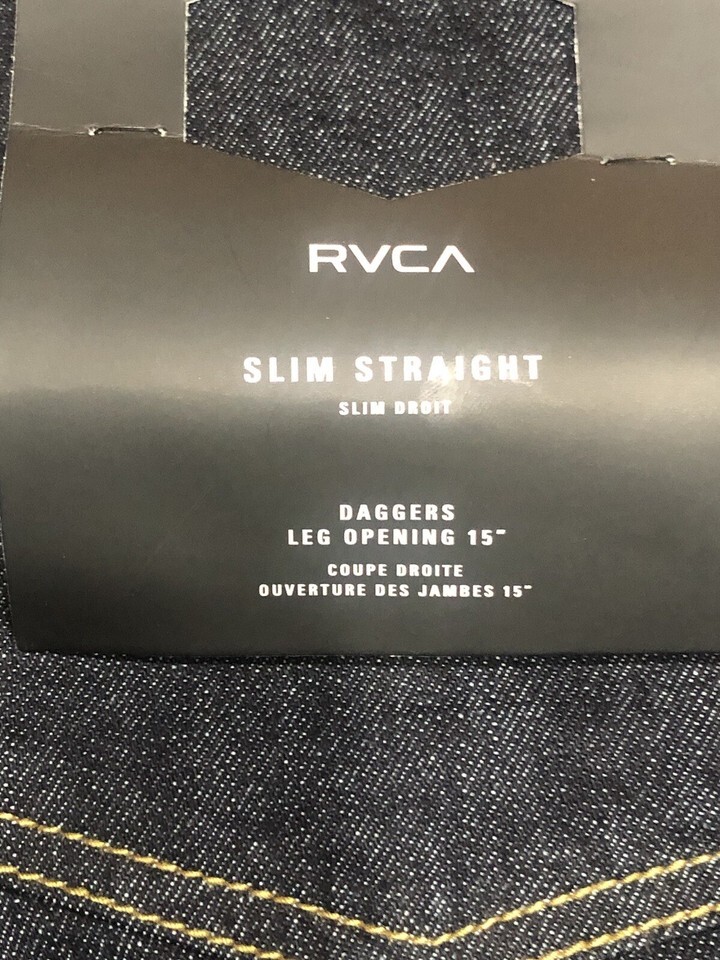 RVCA
SLIM STRAIGHT
SLIM DROIT
DAGGERS
LEG OPENING 15"
COUPE DROITE
OUVERTURE DES JAMBES 15"